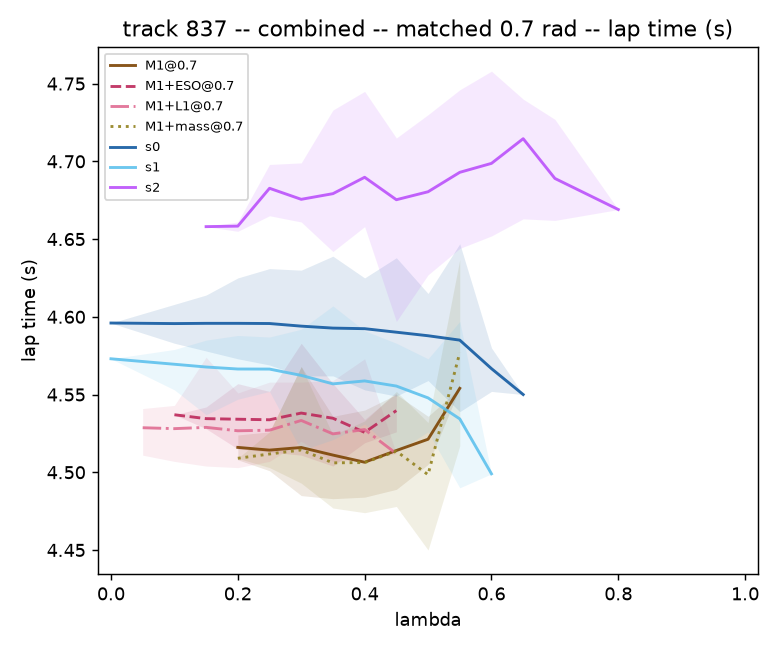 track 837 -- combined -- matched 0.7 rad -- lap time (s)
M1@0.7
M1+ESO@0.7
M1+L1@0.7
M1+mass@0.7
s0
s1
s2
4.75
4.70
4.65
4.60
4.55
4.50
4.45
lap time (s)
0.0 0.2 0.4 0.6 0.8 1.0
lambda